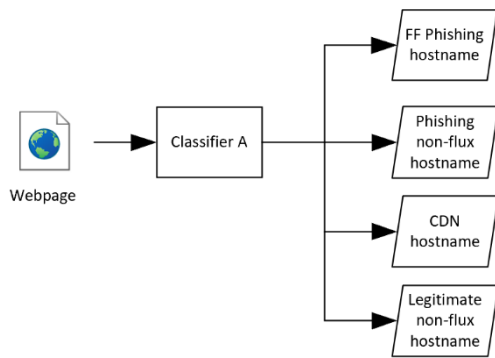 Webpage
Classifier A
FF Phishing
hostname
Phishing
non-flux
hostname
CDN
hostname
Legitimate
non-flux
hostname